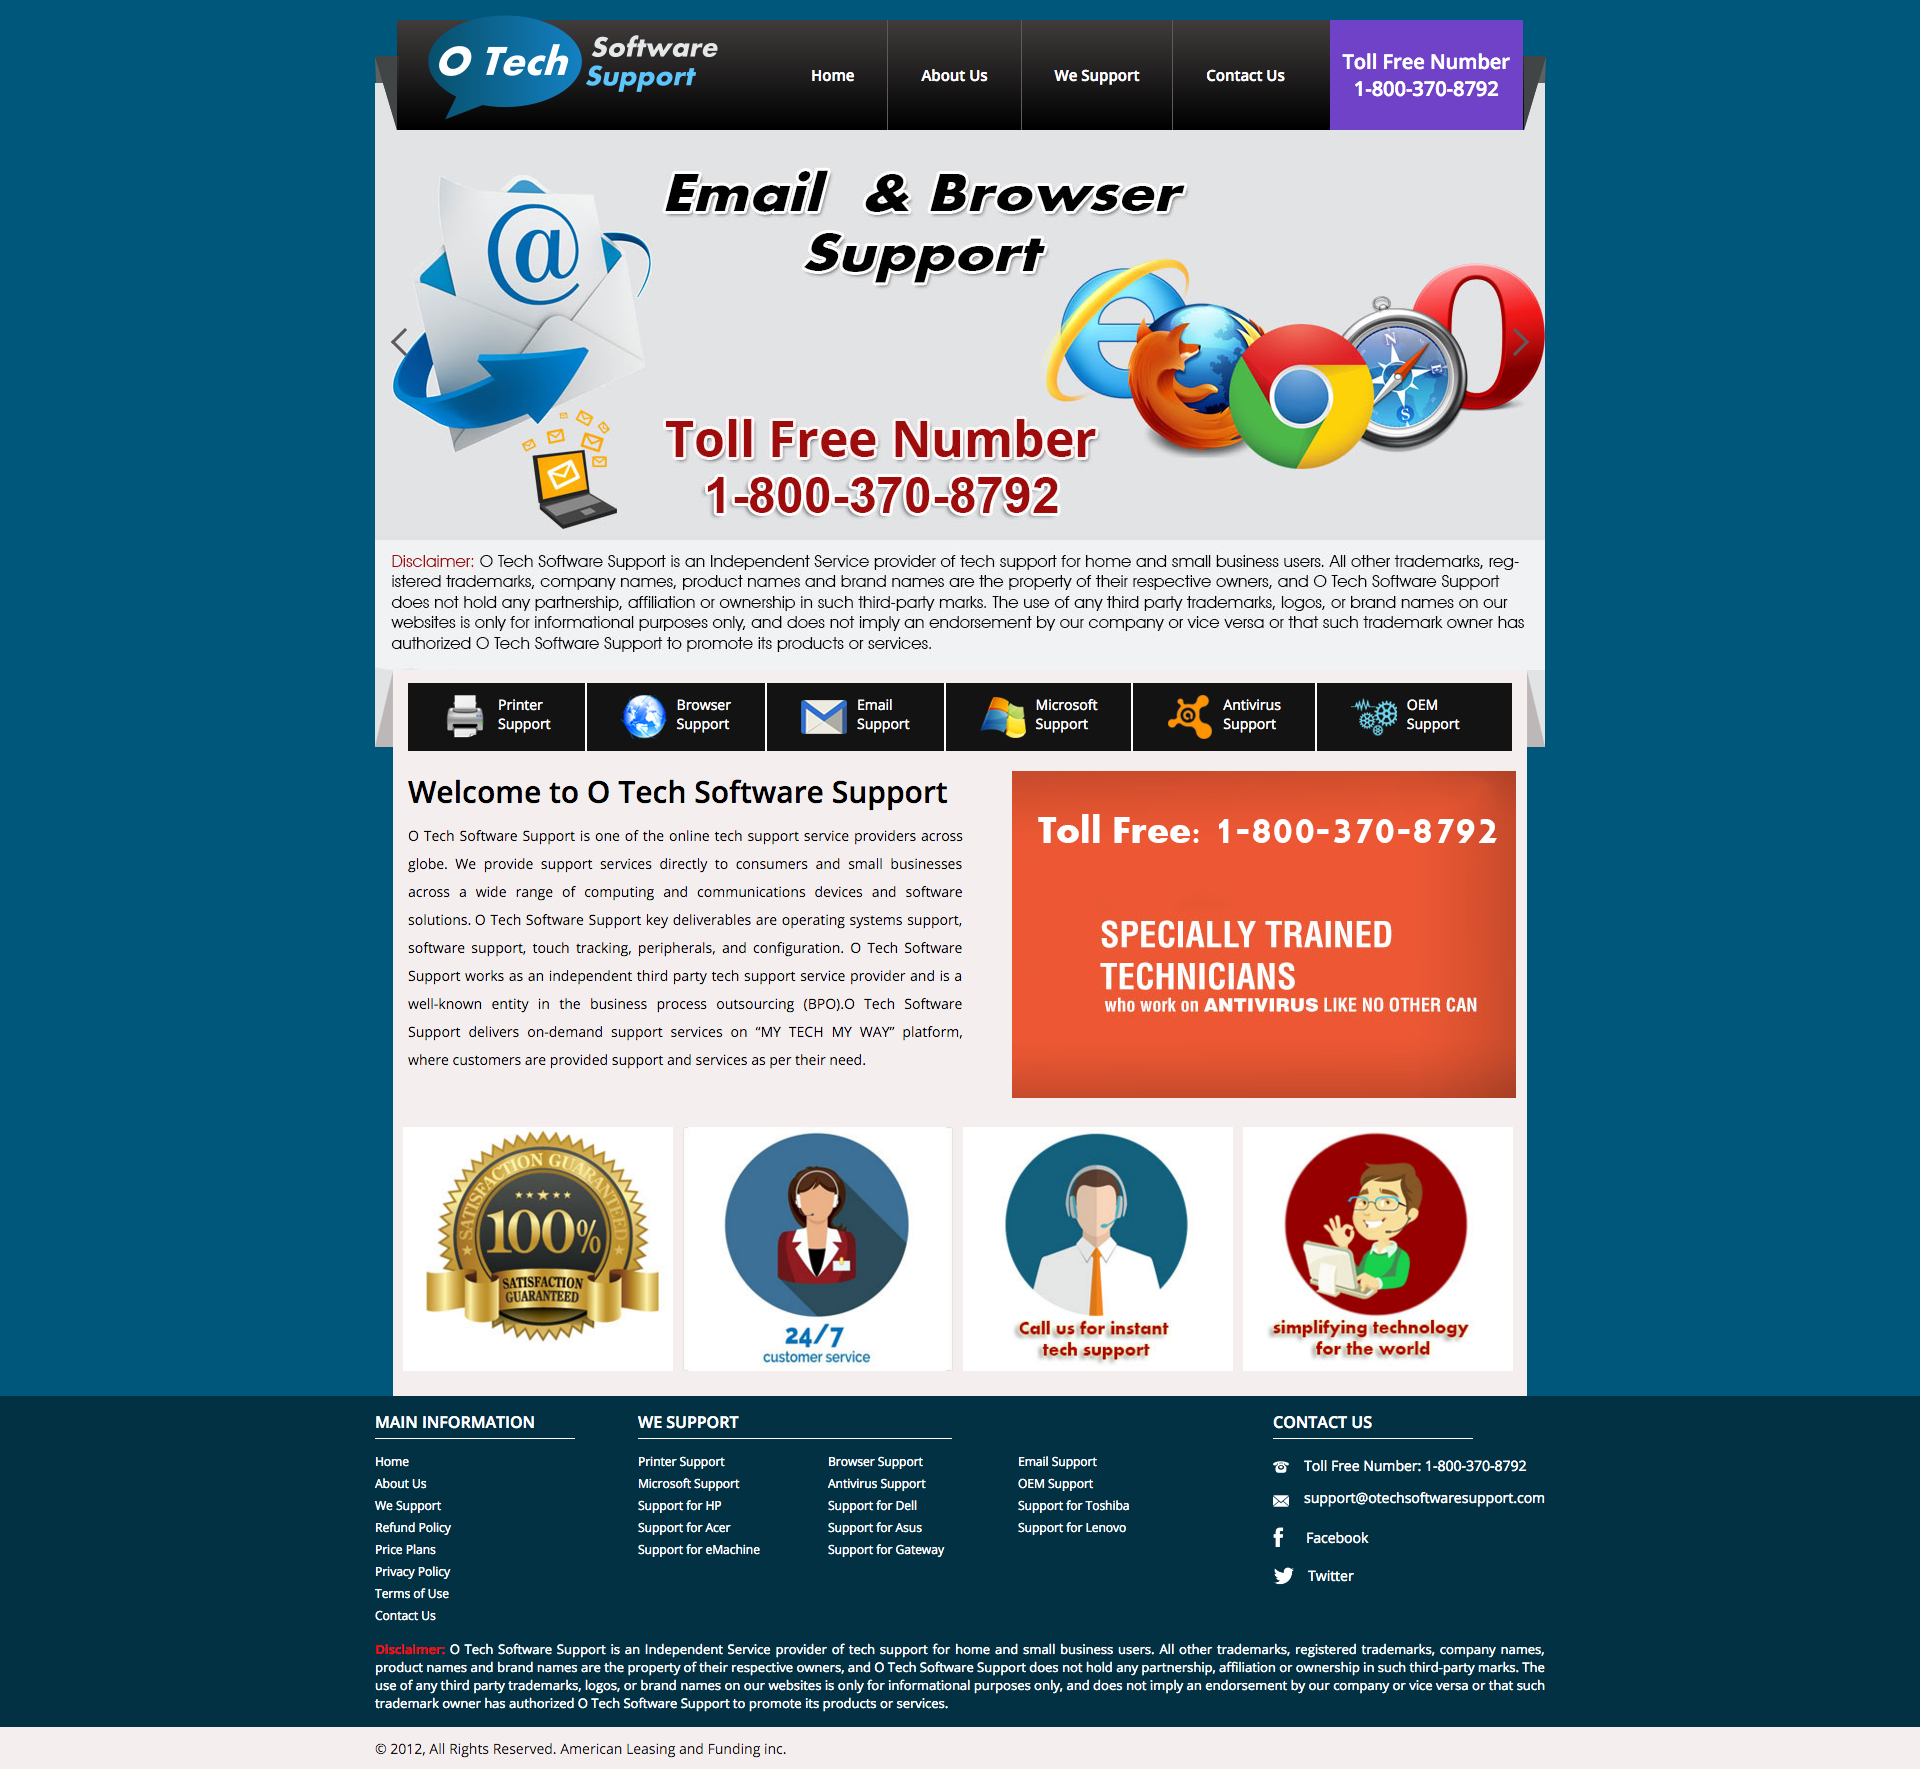 O Tech Software
Support
Home
About Us
We Support
Contact Us
Toll Free Number
1-800-370-8792
Email & Browser
Support
Toll Free Number
1-800-370-8792
Disclaimer: O Tech Software Support is an Independent Service provider of tech support for home and small business users. All other trademarks, reg-
istered trademarks, company names, product names and brand names are the property of their respective owners, and O Tech Software Support
does not hold any partnership, affiliation or ownership in such third-party marks. The use of any third party trademarks, logos, or brand names on our
websites is only for informational purposes only, and does not imply an endorsement by our company or vice versa or that such trademark owner has
authorized O Tech Software Support to promote its products or services.
Printer
Support
Browser
Support
Email
Support
Microsoft
Support
Antivirus
Support
OEM
Support
Welcome to O Tech Software Support
O Tech Software Support is one of the online tech support service providers across
globe. We provide support services directly to consumers and small businesses
across a wide range of computing and communications devices and software
solutions. O Tech Software Support key deliverables are operating systems support,
software support, touch tracking, peripherals, and configuration. O Tech Software
Support works as an independent third party tech support service provider and is a
well-known entity in the business process outsourcing (BPO).O Tech Software
Support delivers on-demand support services on “MY TECH MY WAY” platform,
where customers are provided support and services as per their need.
Toll Free: 1-800-370-8792
SPECIALLY TRAINED
TECHNICIANS
who work on ANTIVIRUS LIKE NO OTHER CAN
SATISFACTION GUARANTEED
100%
SATISFACTION
GUARANTEED
24/7
customer service
Call us for instant
tech support
simplifying technology
for the world
MAIN INFORMATION
Home
About Us
We Support
Refund Policy
Price Plans
Privacy Policy
Terms of Use
Contact Us
WE SUPPORT
Printer Support
Browser Support
Email Support
Microsoft Support
Antivirus Support
OEM Support
Support for HP
Support for Dell
Support for Toshiba
Support for Acer
Support for Asus
Support for Lenovo
Support for eMachine
Support for Gateway
CONTACT US
Toll Free Number: 1-800-370-8792
support@otechsoftwaresupport.com
Facebook
Twitter
Disclaimer: O Tech Software Support is an Independent Service provider of tech support for home and small business users. All other trademarks, registered trademarks, company names,
product names and brand names are the property of their respective owners, and O Tech Software Support does not hold any partnership, affiliation or ownership in such third-party marks. The
use of any third party trademarks, logos, or brand names on our websites is only for informational purposes only, and does not imply an endorsement by our company or vice versa or that such
trademark owner has authorized O Tech Software Support to promote its products or services.
© 2012, All Rights Reserved. American Leasing and Funding inc.